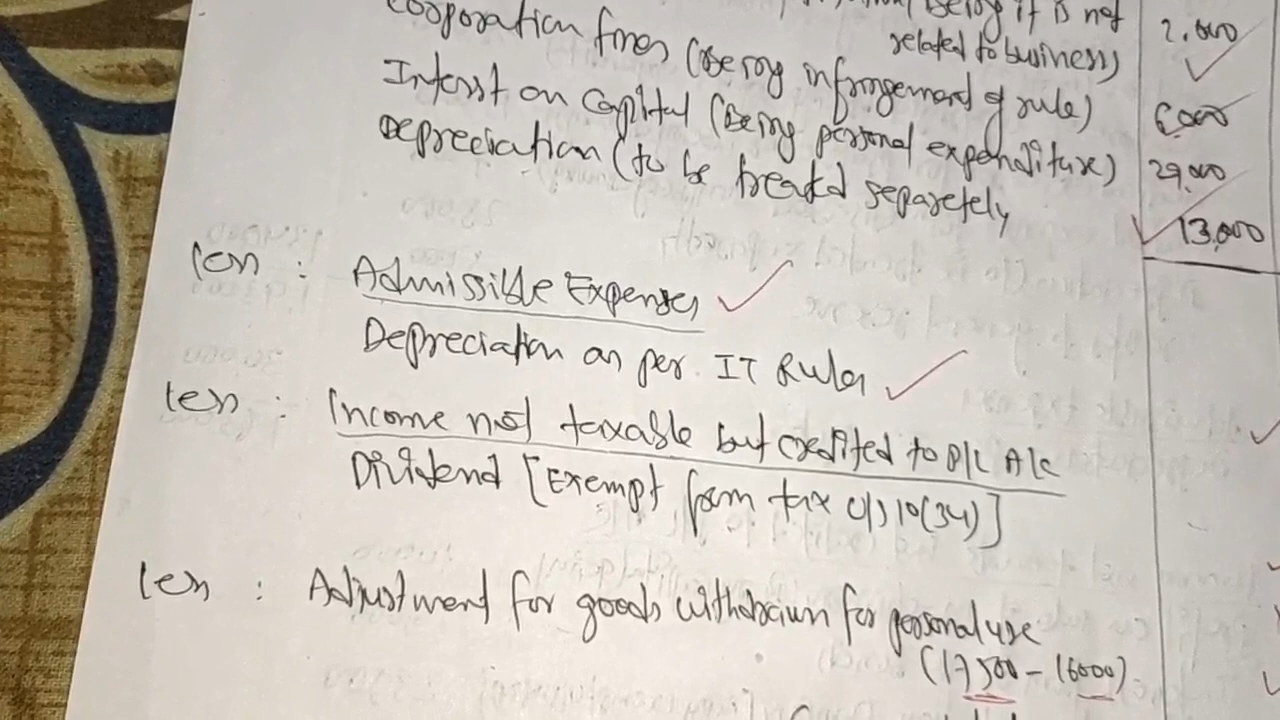 Being it is not
related to business) 2,000
Corporation fines (Being infringement of rule) 6,000
Interest on Capital (Being personal expenditure) 29,000
Depreciation (to be treated separetely 13,000
Less : Admissible Expenses
Depreciation as per IT Rules
Less : Income not taxable but credited to P/L A/c
Dividend [Exempt from tax u/s 10(34)]
Less : Adjustment for goods withdrawn for personal use
(17500 - 16000)